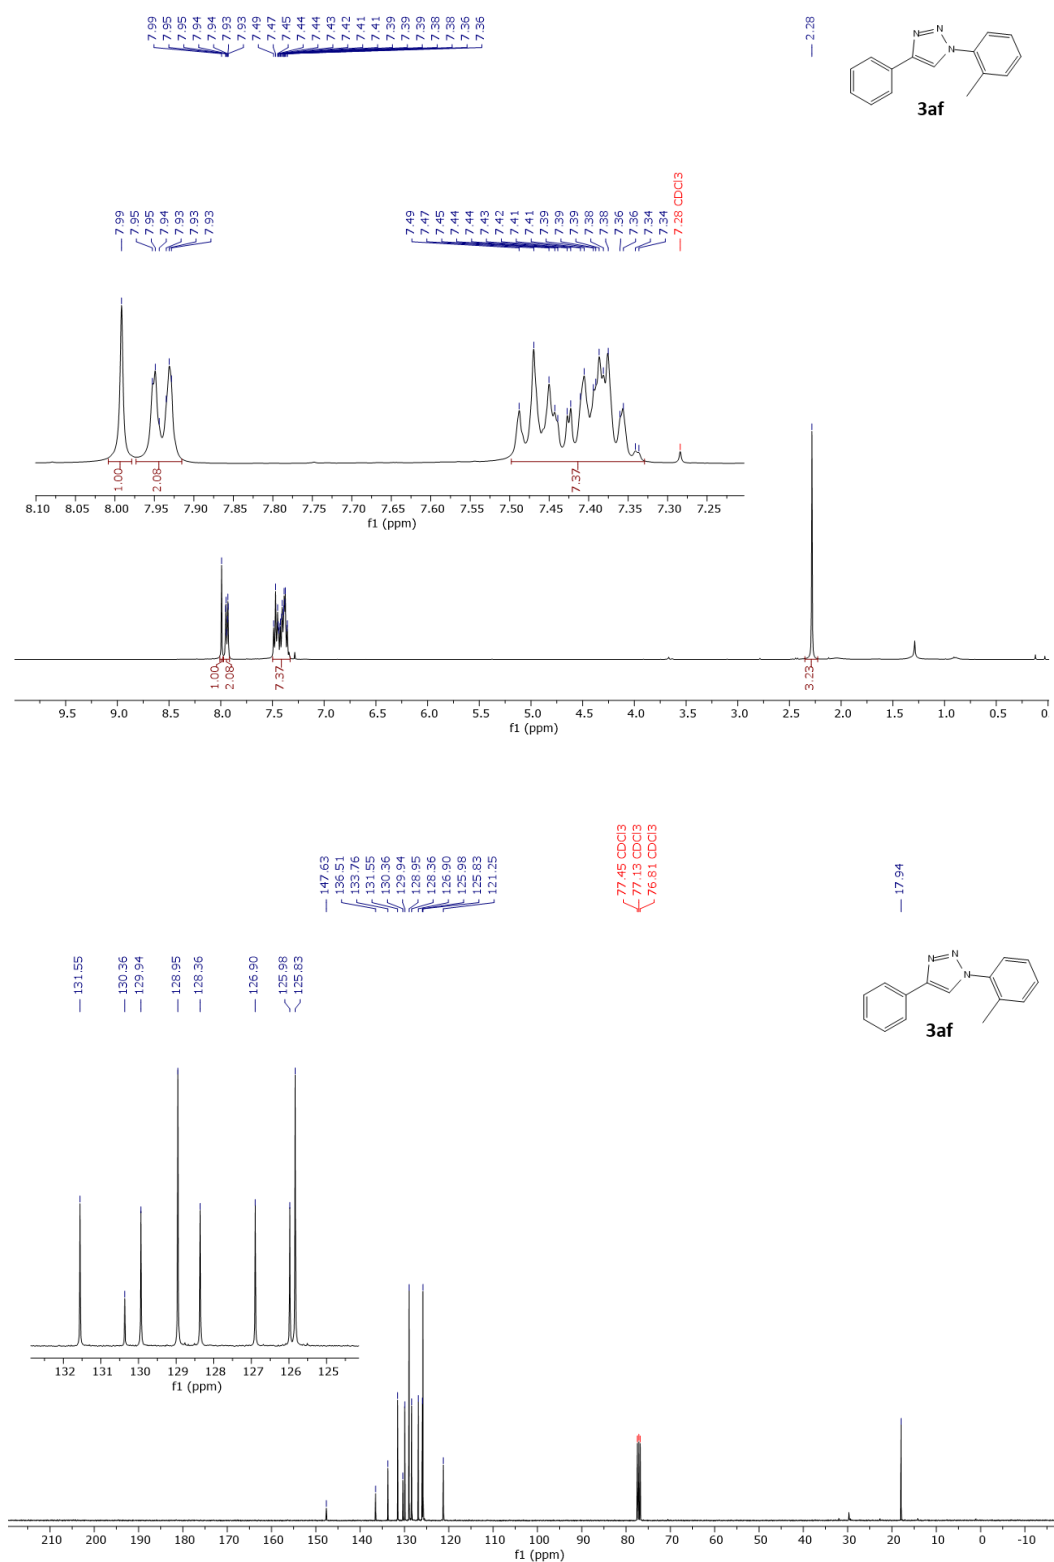 7.99 7.95 7.95 7.94 7.94 7.93 7.93 7.49 7.47 7.45 7.44 7.44 7.43 7.42 7.41 7.41 7.39 7.39 7.39 7.38 7.38 7.36 7.36 2.28
N N N
3af
7.99 7.95 7.95 7.94 7.93 7.93 7.93 7.49 7.47 7.45 7.44 7.44 7.43 7.42 7.41 7.41 7.39 7.39 7.39 7.38 7.38 7.36 7.36 7.34 7.34 7.28 CDCl3
1.00 2.08 7.37
8.10 8.05 8.00 7.95 7.90 7.85 7.80 7.75 7.70 7.65 7.60 7.55 7.50 7.45 7.40 7.35 7.30 7.25
f1 (ppm)
1.00 2.08 7.37 3.23
9.5 9.0 8.5 8.0 7.5 7.0 6.5 6.0 5.5 5.0 4.5 4.0 3.5 3.0 2.5 2.0 1.5 1.0 0.5 0
f1 (ppm)
147.63 136.51 133.76 131.55 130.36 129.94 128.95 128.36 126.90 125.98 125.83 121.25 77.45 CDCl3 77.13 CDCl3 76.81 CDCl3 17.94
N N N
3af
131.55 130.36 129.94 128.95 128.36 126.90 125.98 125.83
132 131 130 129 128 127 126 125
f1 (ppm)
210 200 190 180 170 160 150 140 130 120 110 100 90 80 70 60 50 40 30 20 10 0 -10
f1 (ppm)